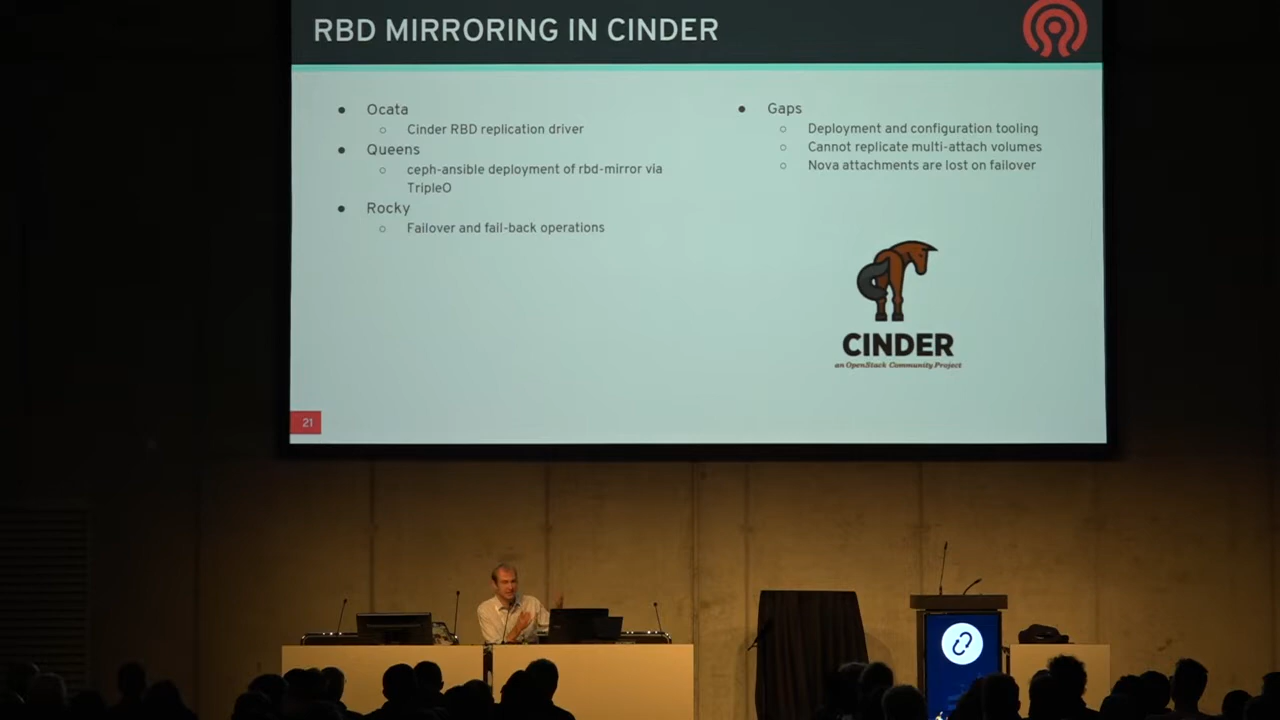 RBD MIRRORING IN CINDER
● Ocata
○ Cinder RBD replication driver
● Queens
○ ceph-ansible deployment of rbd-mirror via
TripleO
● Rocky
○ Failover and fail-back operations
● Gaps
○ Deployment and configuration tooling
○ Cannot replicate multi-attach volumes
○ Nova attachments are lost on failover
CINDER
an OpenStack Community Project
21